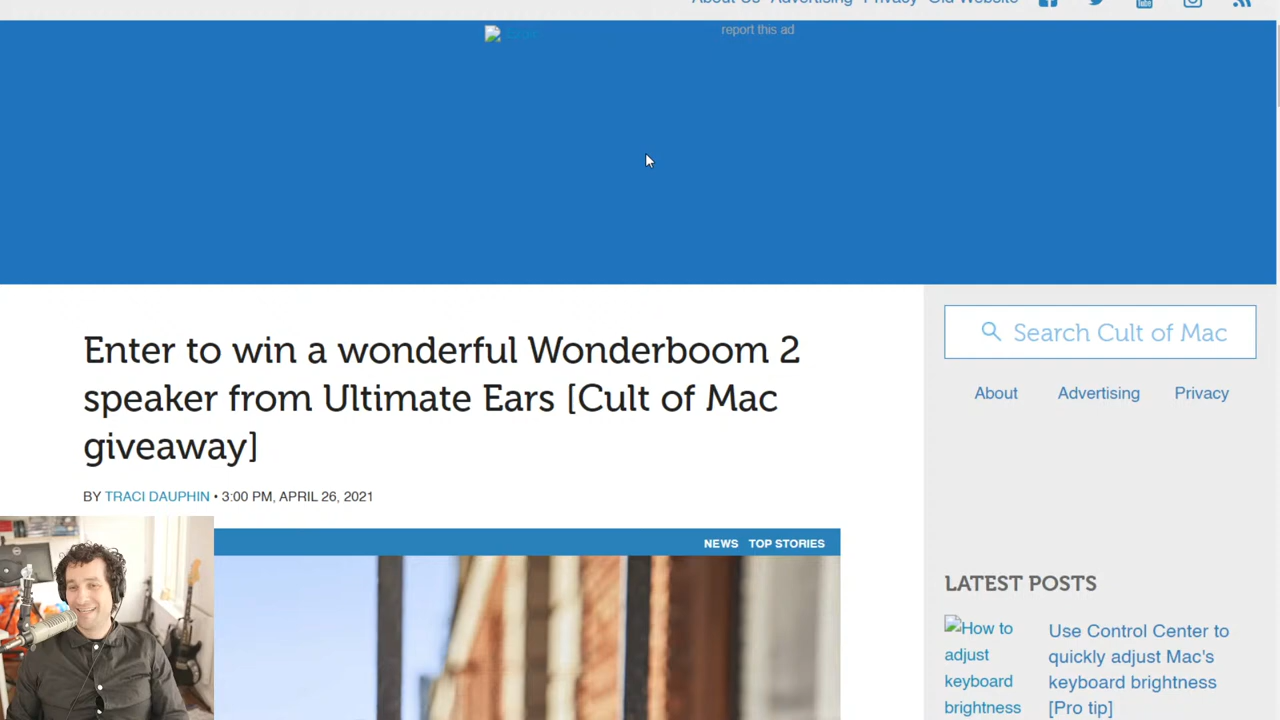 About Us Advertising Privacy Old Website
report this ad
Enter to win a wonderful Wonderboom 2
speaker from Ultimate Ears [Cult of Mac
giveaway]
BY TRACI DAUPHIN • 3:00 PM, APRIL 26, 2021
NEWS TOP STORIES
Search Cult of Mac
About Advertising Privacy
LATEST POSTS
How to
adjust
keyboard
brightness
Use Control Center to
quickly adjust Mac's
keyboard brightness
[Pro tip]